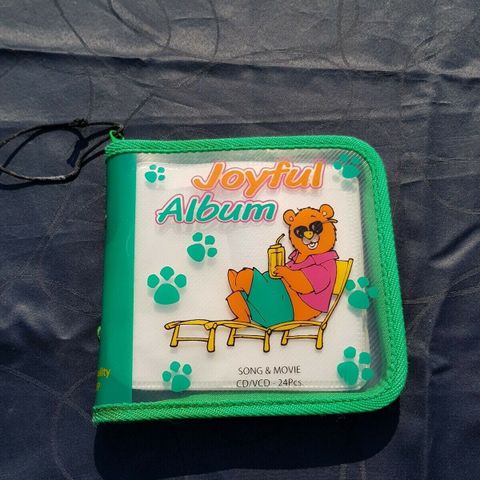 Joyful
Album
SONG & MOVIE
CD/VCD - 24Pcs.